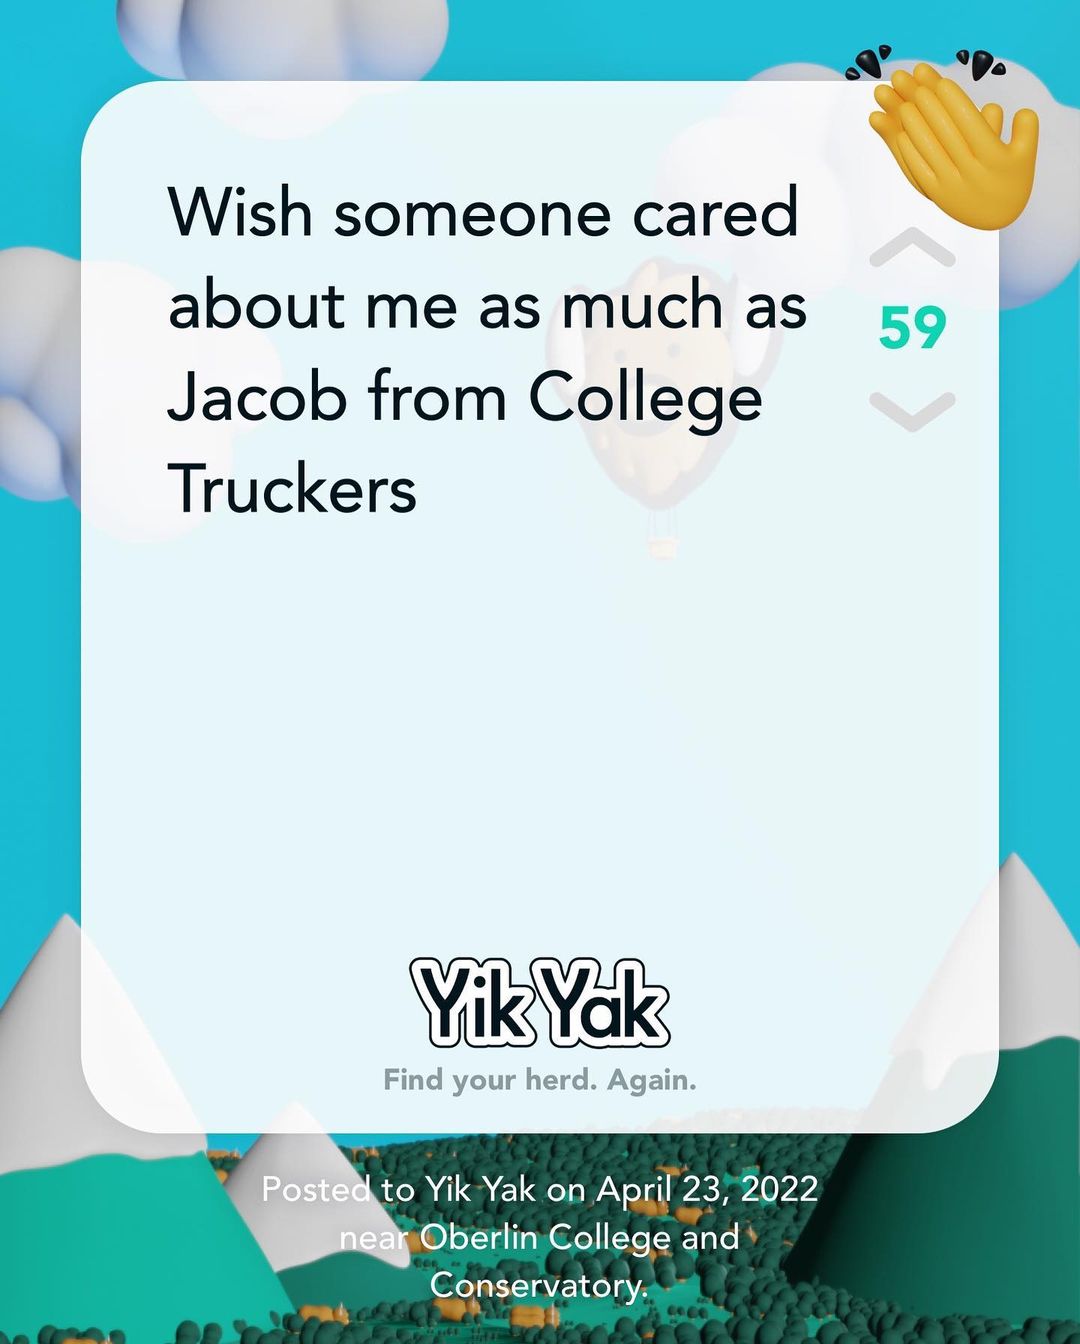 Wish someone cared
about me as much as
Jacob from College
Truckers
59
Yik Yak
Find your herd. Again.
Posted to Yik Yak on April 23, 2022
near Oberlin College and
Conservatory.